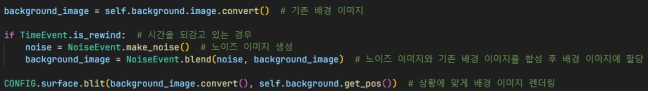 background_image = self.background.image.convert()  # 기존 배경 이미지
if TimeEvent.is_rewind:  # 시간을 되감고 있는 경우
    noise = NoiseEvent.make_noise()  # 노이즈 이미지 생성
    background_image = NoiseEvent.blend(noise, background_image)  # 노이즈 이미지와 기존 배경 이미지를 합성 후 배경 이미지에 할당
CONFIG.surface.blit(background_image.convert(), self.background.get_pos())  # 상황에 맞게 배경 이미지 렌더링